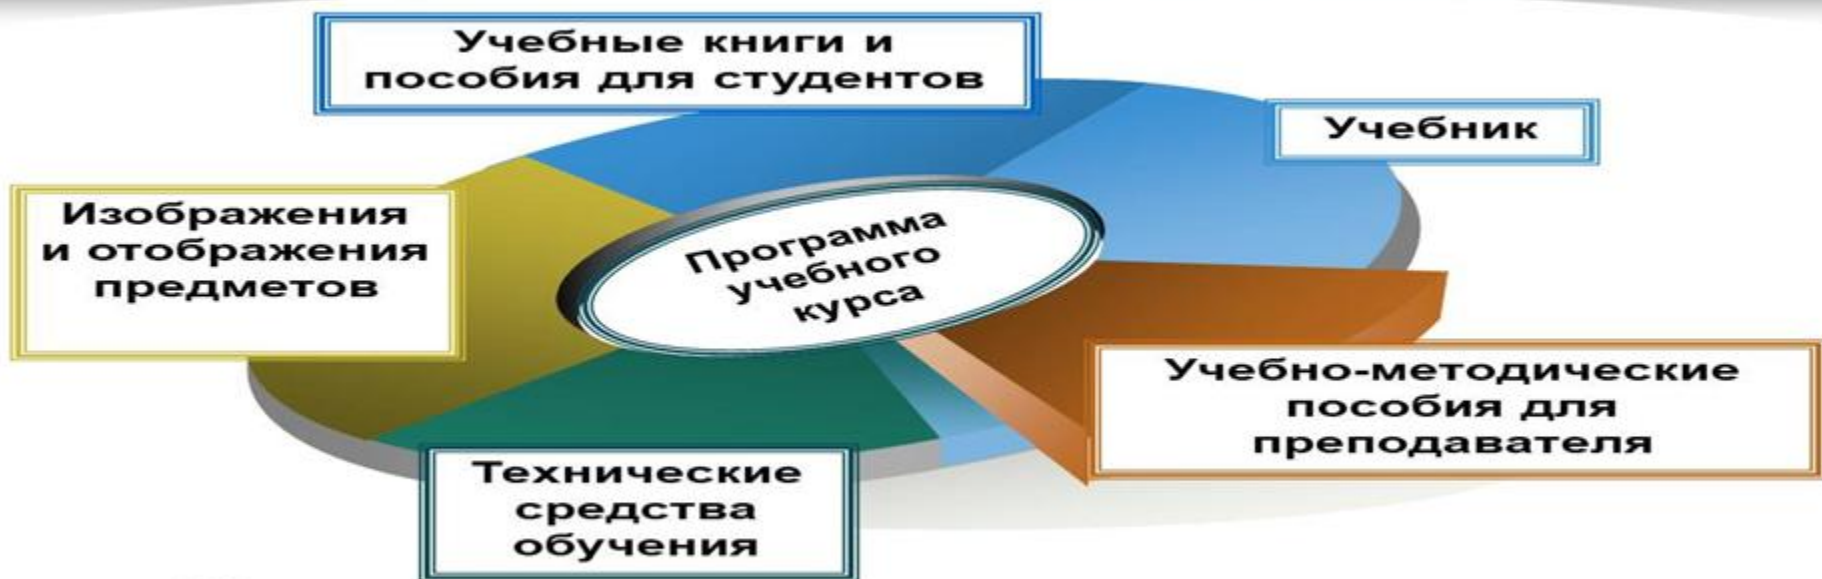 Учебные книги и
пособия для студентов
Учебник
Изображения
и отображения
предметов
Программа
учебного
курса
Учебно-методические
пособия для
преподавателя
Технические
средства
обучения